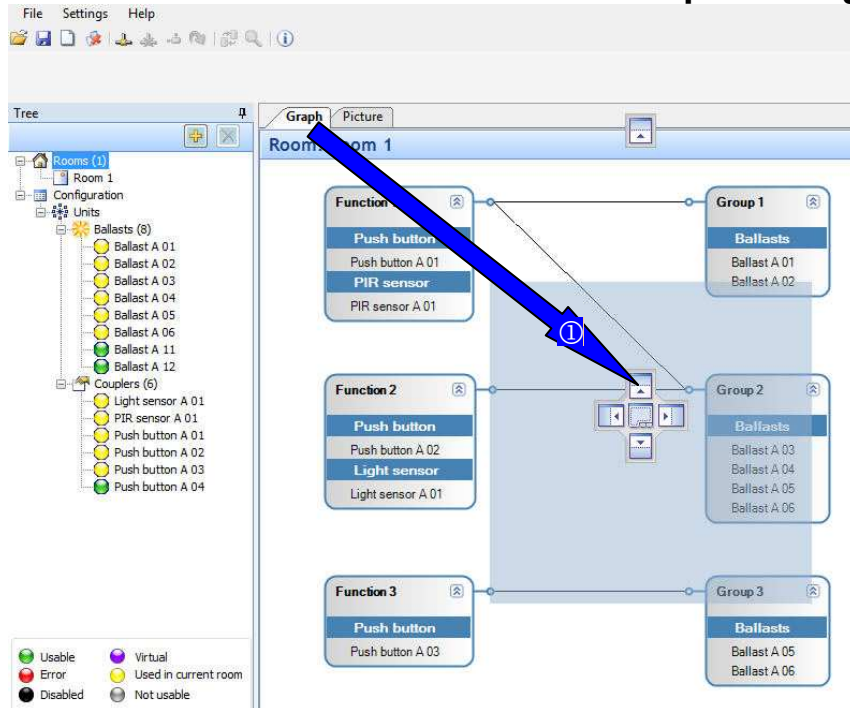 File Settings Help
Tree
Rooms (1)
Room 1
Configuration
Units
Ballasts (8)
Ballast A 01
Ballast A 02
Ballast A 03
Ballast A 04
Ballast A 05
Ballast A 06
Ballast A 11
Ballast A 12
Couplers (6)
Light sensor A 01
PIR sensor A 01
Push button A 01
Push button A 02
Push button A 03
Push button A 04
Usable Virtual
Error Used in current room
Disabled Not usable
Graph Picture
Room: Room 1
Function
Push button
Push button A 01
PIR sensor
PIR sensor A 01
Group 1
Ballasts
Ballast A 01
Ballast A 02
①
Function 2
Push button
Push button A 02
Light sensor
Light sensor A 01
Group 2
Ballasts
Ballast A 03
Ballast A 04
Ballast A 05
Ballast A 06
Function 3
Push button
Push button A 03
Group 3
Ballasts
Ballast A 05
Ballast A 06